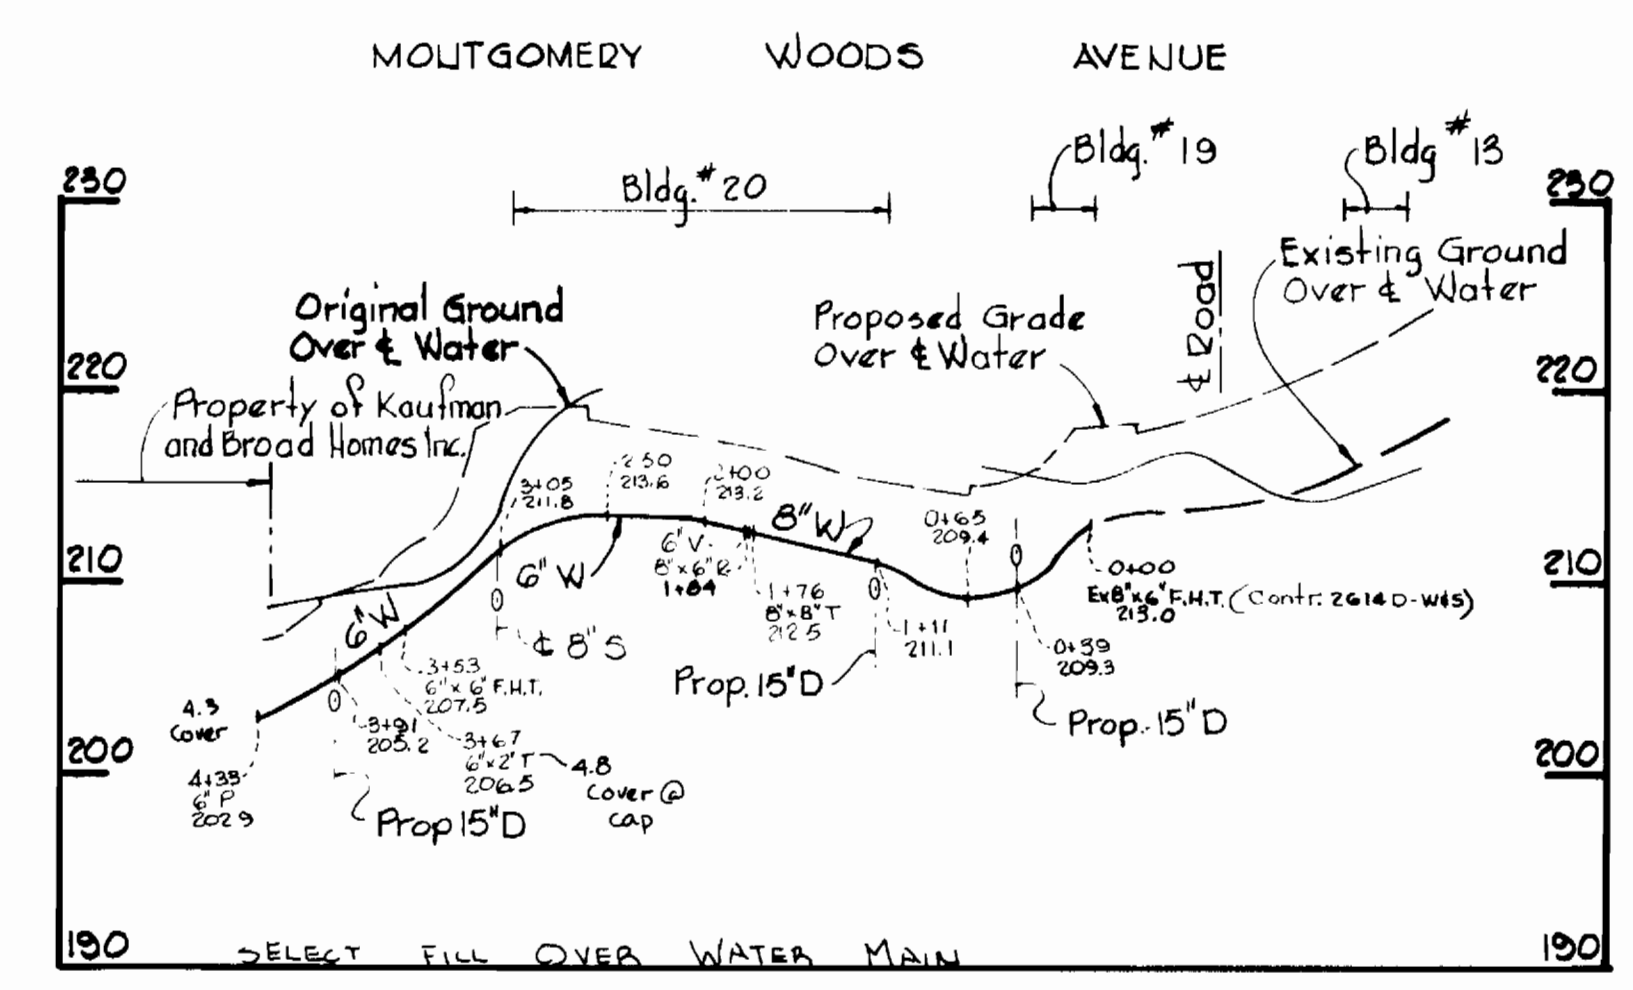 MONTGOMERY WOODS AVENUE
Bldg.# 20
Bldg.# 19
Bldg # 13
230
230
Original Ground
Over ℄ Water
Proposed Grade
Over ℄ Water
℄ Road
Existing Ground
Over ℄ Water
220
220
Property of Kaufman
and Broad Homes Inc.
3+05
211.8
2 50
213.6
2+00
213.2
8" W
0+65
209.4
6" W
6" V
8"x6" R
1+84
1+76
8"x8" T
212 5
210
210
0+00
Ex 8"x6" F.H.T. (Contr. 2614 D-W&S)
213.0
6" W
℄ 8" S
1+11
211.1
0+39
209.3
3+53
6"x6" F.H.T.
207.5
Prop. 15" D
Prop. 15" D
4.3
Cover
3+91
205.2
3+67
6"x2" T
206.5
4.8
Cover @
cap
200
200
4+33
6" P
202 9
Prop 15" D
190
190
SELECT FILL OVER WATER MAIN